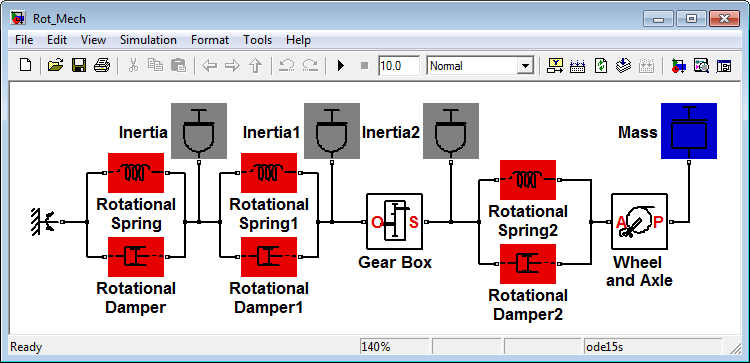 Rot_Mech
File Edit View Simulation Format Tools Help
10.0 Normal
Inertia Inertia1 Inertia2 Mass
Rotational
Spring
Rotational
Spring1
Rotational
Spring2
O S
A P
Gear Box
Wheel
and Axle
Rotational
Damper
Rotational
Damper1
Rotational
Damper2
Ready 140% ode15s